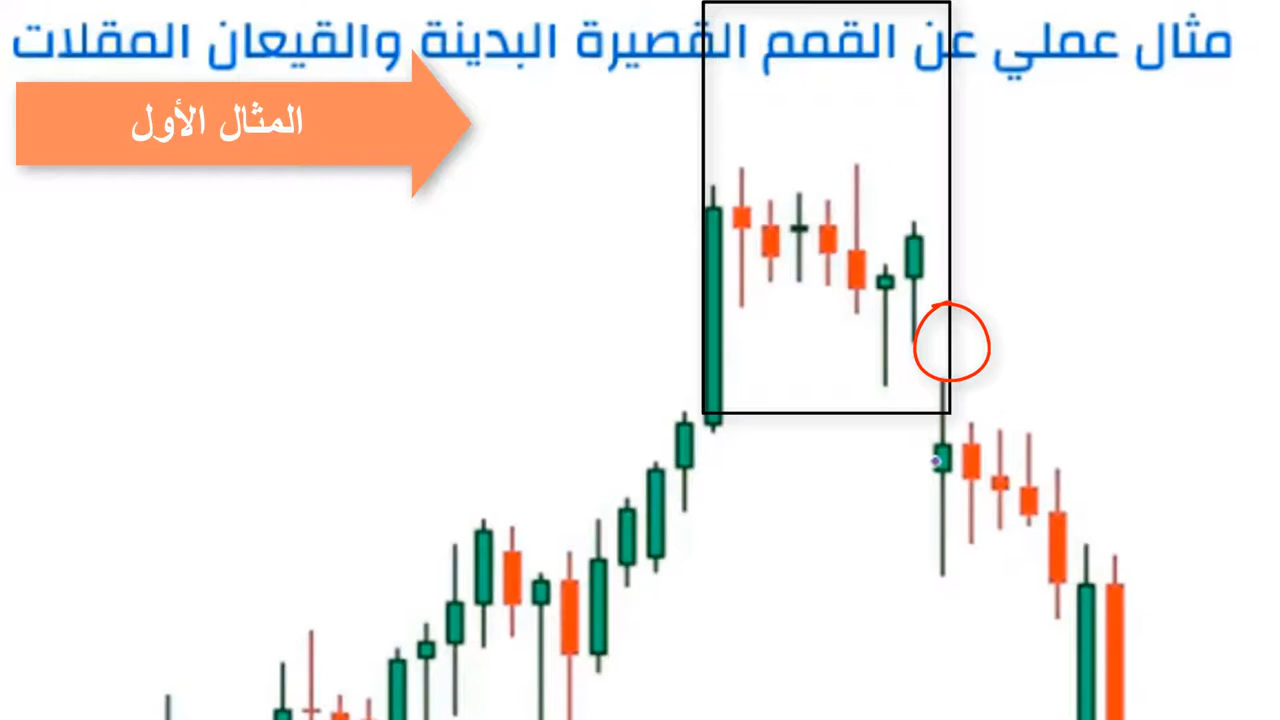 مثال عملي عن القمم القصيرة البدينة والقيعان المقلات
المثال الأول